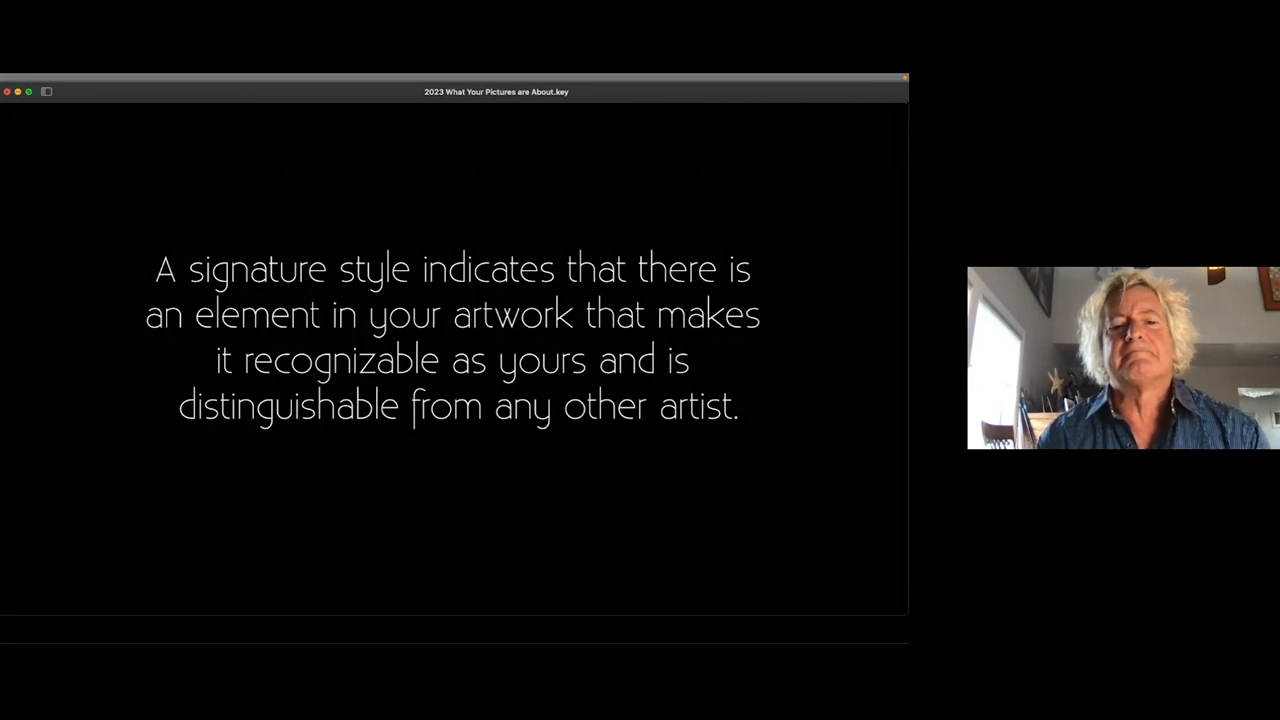 2023 What Your Pictures are About.key
A signature style indicates that there is
an element in your artwork that makes
it recognizable as yours and is
distinguishable from any other artist.